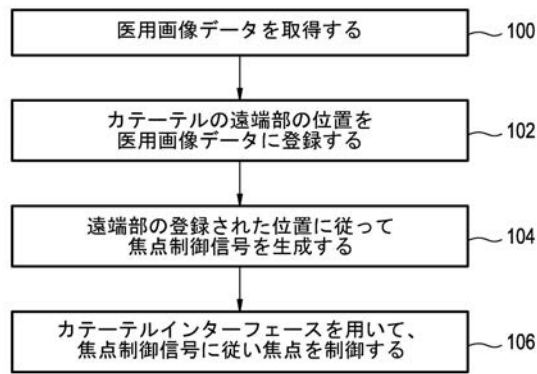 医用画像データを取得する
100
カテーテルの遠端部の位置を
医用画像データに登録する
102
遠端部の登録された位置に従って
焦点制御信号を生成する
104
カテーテルインターフェースを用いて、
焦点制御信号に従い焦点を制御する
106